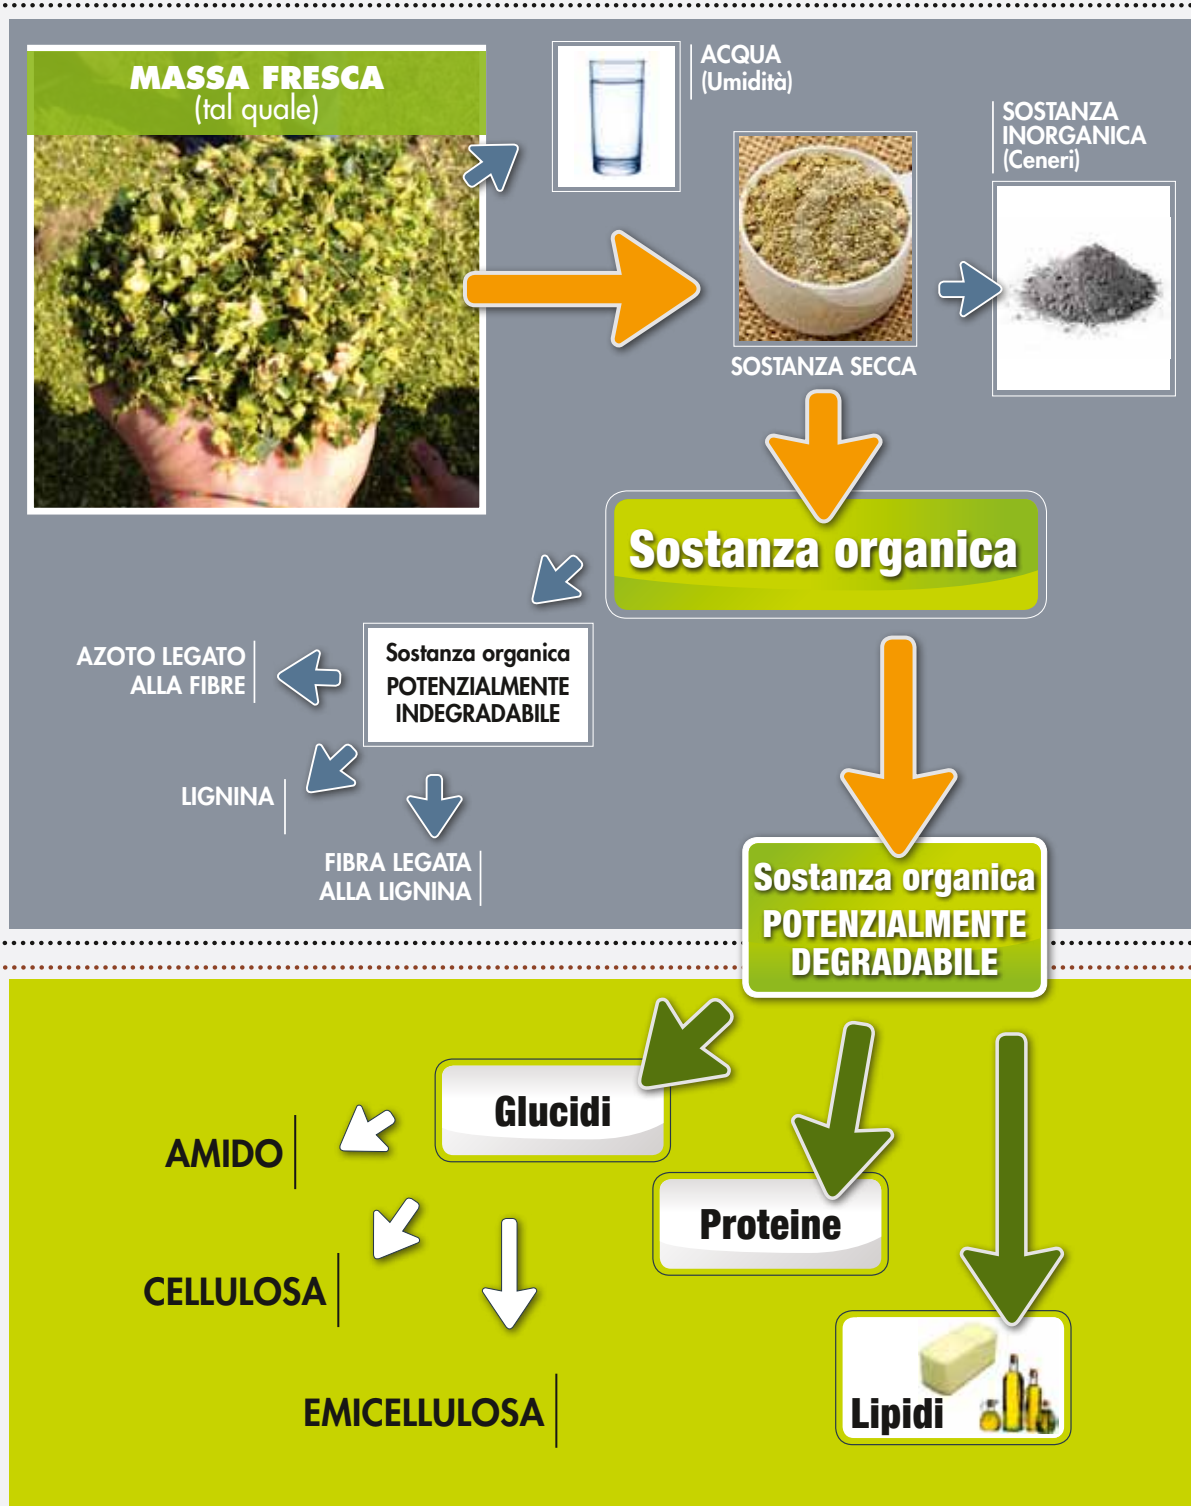 MASSA FRESCA
(tal quale)
ACQUA
(Umidità)
SOSTANZA
INORGANICA
(Ceneri)
SOSTANZA SECCA
Sostanza organica
Sostanza organica
POTENZIALMENTE
INDEGRADABILE
AZOTO LEGATO
ALLA FIBRE
LIGNINA
FIBRA LEGATA
ALLA LIGNINA
Sostanza organica
POTENZIALMENTE
DEGRADABILE
Glucidi
AMIDO
Proteine
CELLULOSA
EMICELLULOSA
Lipidi